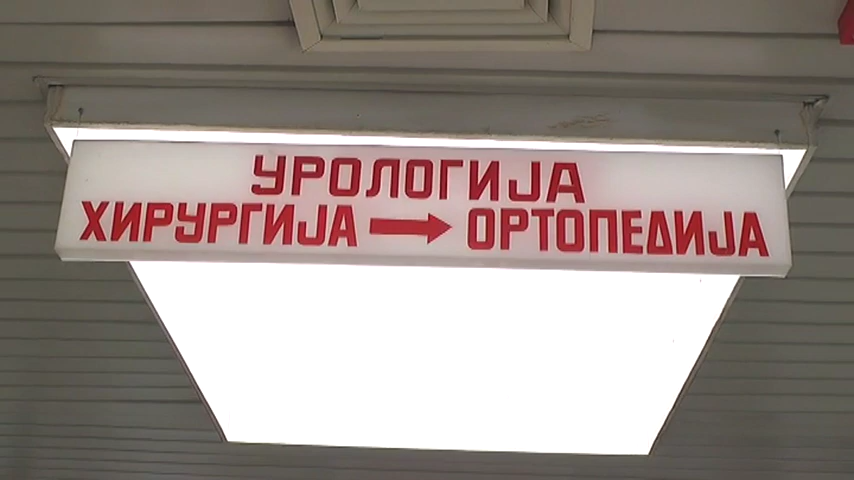 УРОЛОГИЈА
ХИРУРГИЈА → ОРТОПЕДИЈА